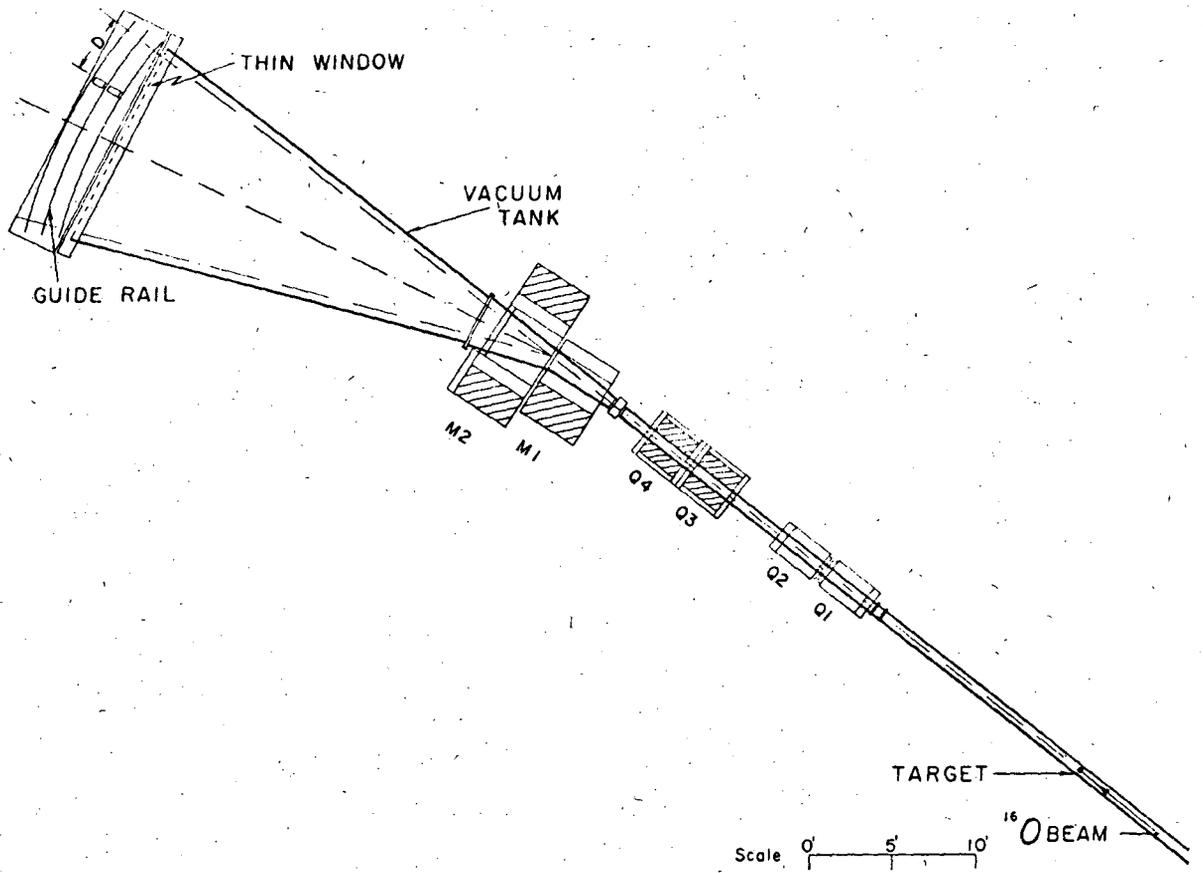 D
THIN WINDOW
VACUUM
TANK
GUIDE RAIL
M2
M1
Q4
Q3
Q2
Q1
TARGET
¹⁶O BEAM
Scale 0' 5' 10'